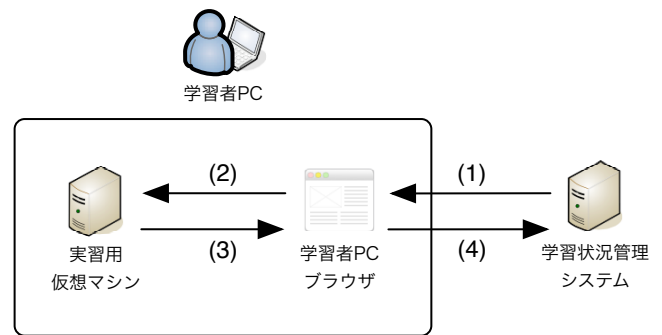 学習者PC
(2)
(1)
(3)
(4)
実習用
仮想マシン
学習者PC
ブラウザ
学習状況管理
システム